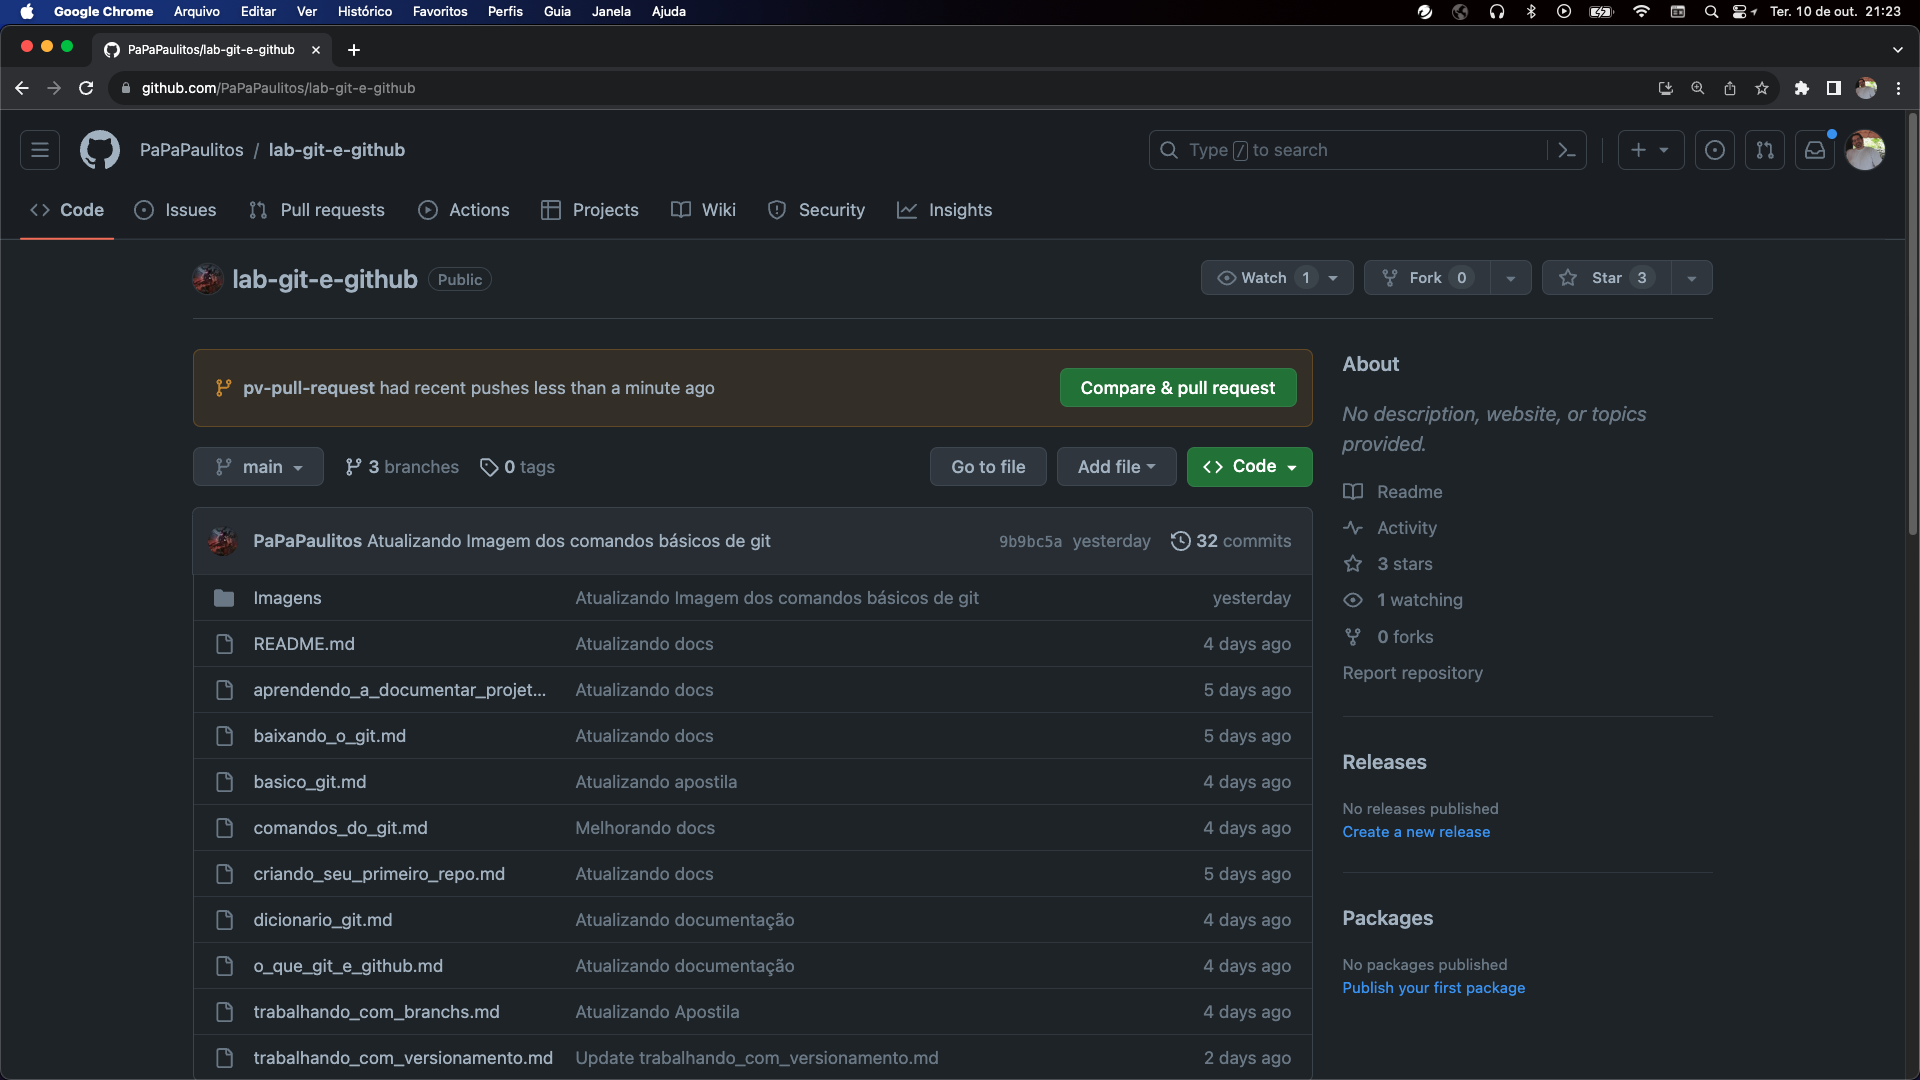 Google Chrome Arquivo Editar Ver Histórico Favoritos Perfis Guia Janela Ajuda Ter. 10 de out. 21:23
PaPaPaulitos/lab-git-e-github
github.com/PaPaPaulitos/lab-git-e-github
PaPaPaulitos / lab-git-e-github Type / to search
Code Issues Pull requests Actions Projects Wiki Security Insights
lab-git-e-github Public Watch 1 Fork 0 Star 3
pv-pull-request had recent pushes less than a minute ago Compare & pull request
main 3 branches 0 tags Go to file Add file Code
PaPaPaulitos Atualizando Imagem dos comandos básicos de git 9b9bc5a yesterday 32 commits
Imagens Atualizando Imagem dos comandos básicos de git yesterday
README.md Atualizando docs 4 days ago
aprendendo_a_documentar_projet... Atualizando docs 5 days ago
baixando_o_git.md Atualizando docs 5 days ago
basico_git.md Atualizando apostila 4 days ago
comandos_do_git.md Melhorando docs 4 days ago
criando_seu_primeiro_repo.md Atualizando docs 5 days ago
dicionario_git.md Atualizando documentação 4 days ago
o_que_git_e_github.md Atualizando documentação 4 days ago
trabalhando_com_branchs.md Atualizando Apostila 4 days ago
trabalhando_com_versionamento.md Update trabalhando_com_versionamento.md 2 days ago
About
No description, website, or topics
provided.
Readme
Activity
3 stars
1 watching
0 forks
Report repository
Releases
No releases published
Create a new release
Packages
No packages published
Publish your first package